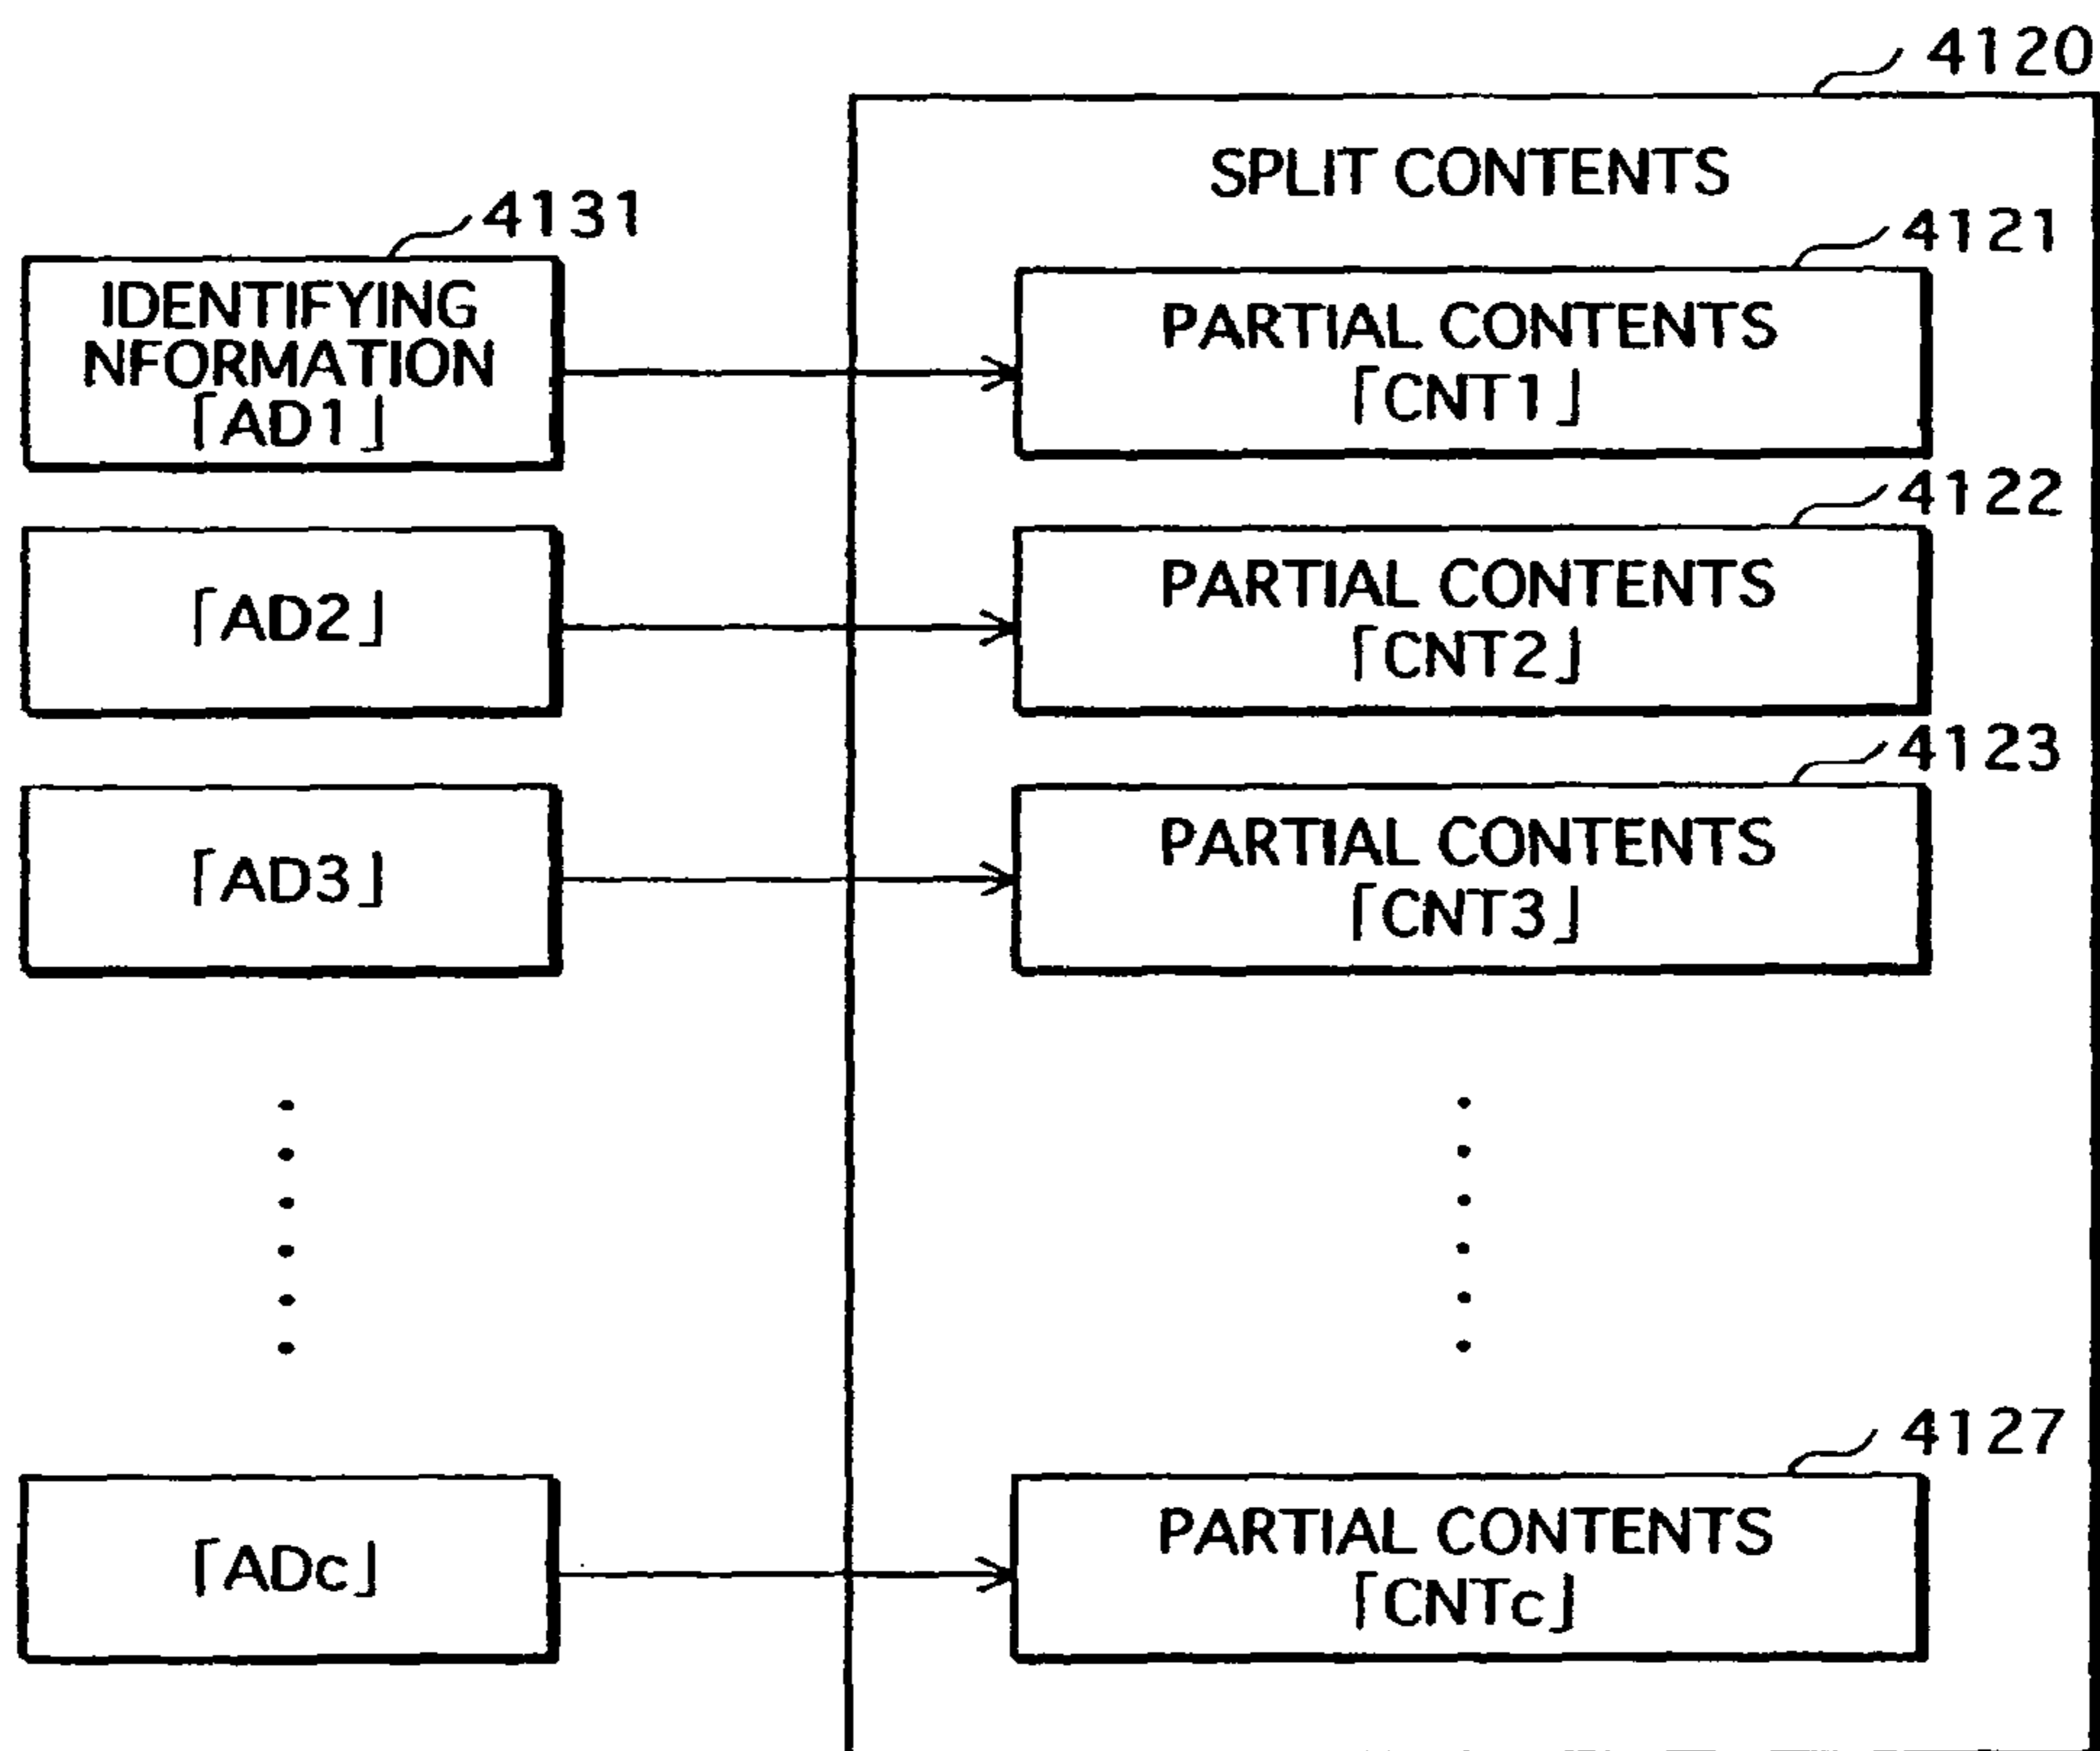 4120
SPLIT CONTENTS
4131
4121
IDENTIFYING
NFORMATION
「AD1」
PARTIAL CONTENTS
「CNT1」
4122
「AD2」
PARTIAL CONTENTS
「CNT2」
4123
「AD3」
PARTIAL CONTENTS
「CNT3」
4127
「ADc」
PARTIAL CONTENTS
「CNTc」